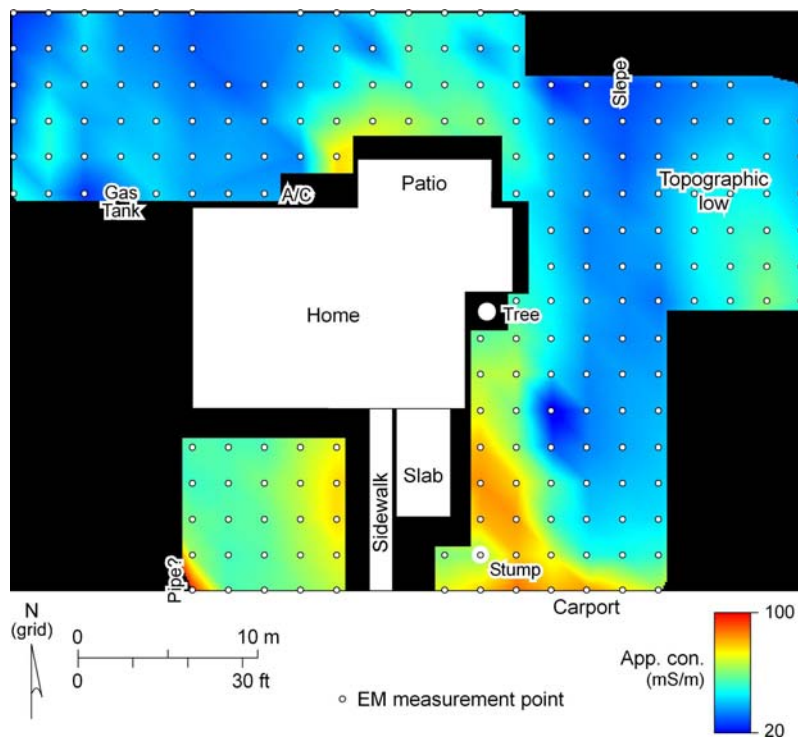 Slope
Topographic
low
Gas
Tank
A/C
Patio
Home
Tree
Sidewalk
Slab
Pipe?
Stump
Carport
N
(grid)
0 10 m
0 30 ft
EM measurement point
App. con.
(mS/m)
100
20